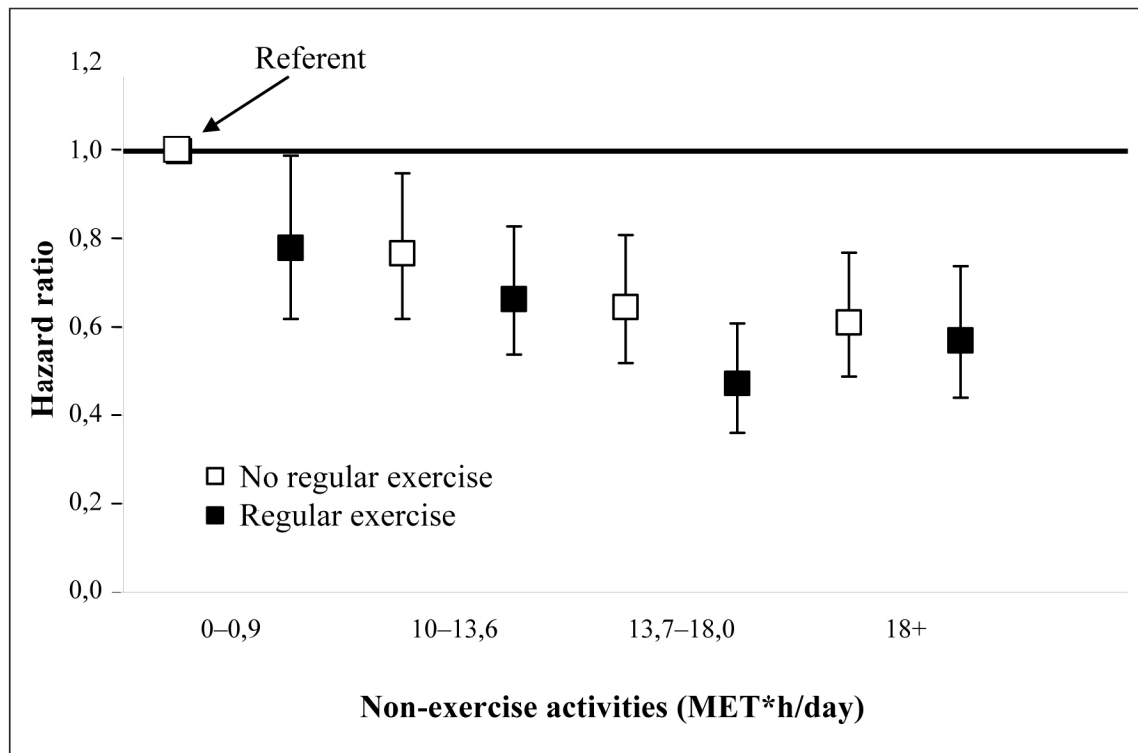 Referent
1,2
1,0
0,8
0,6
0,4
0,2
0,0
Hazard ratio
No regular exercise
Regular exercise
0–0,9
10–13,6
13,7–18,0
18+
Non-exercise activities (MET*h/day)